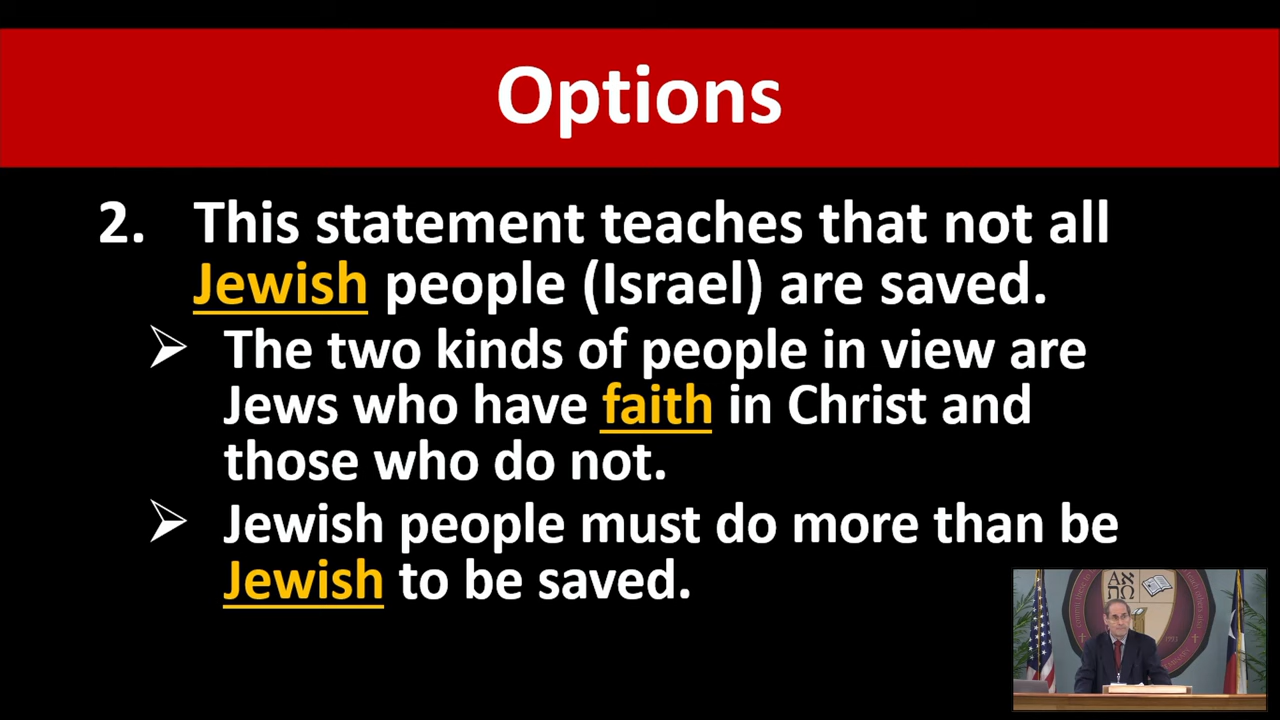 Options
2. This statement teaches that not all
Jewish people (Israel) are saved.
➢ The two kinds of people in view are
Jews who have faith in Christ and
those who do not.
➢ Jewish people must do more than be
Jewish to be saved.
ΑΩ